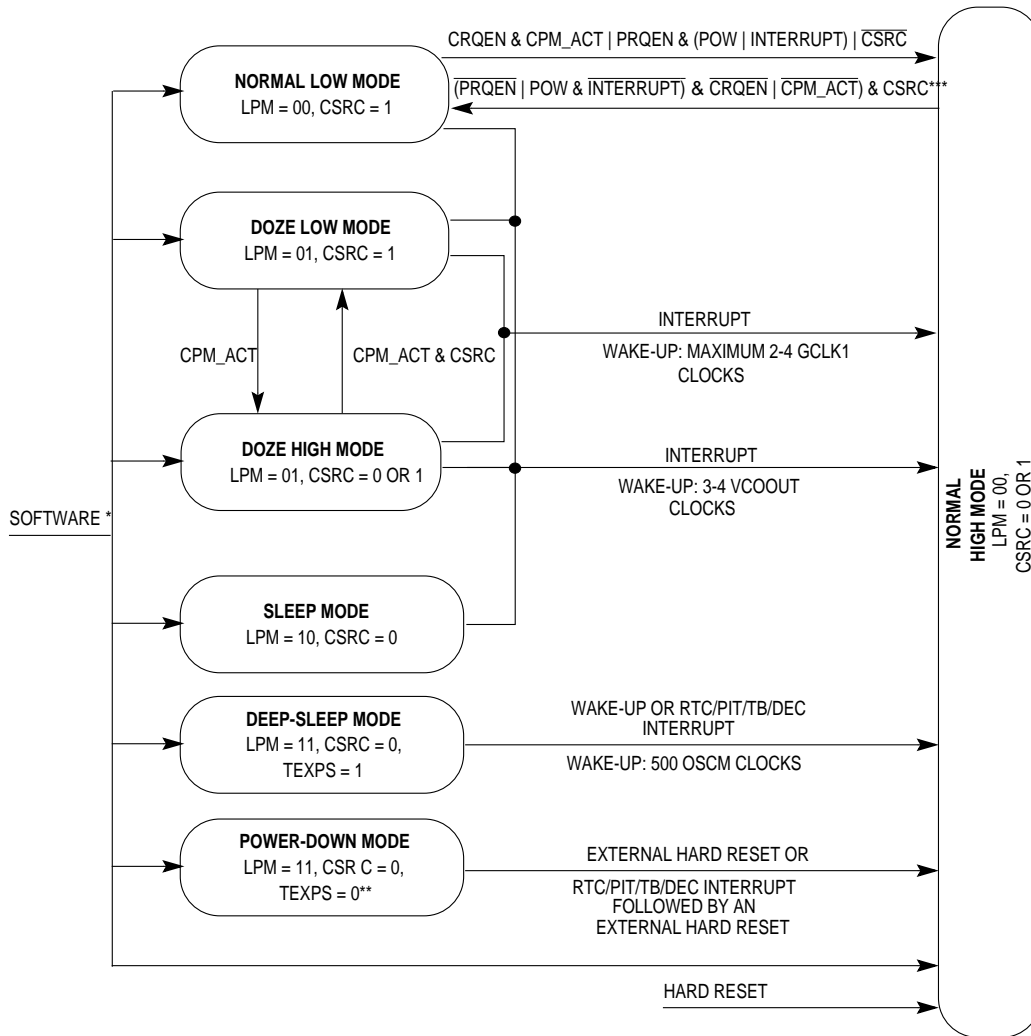 CRQEN & CPM_ACT | PRQEN & (POW | INTERRUPT) | C̅S̅R̅C̅
NORMAL LOW MODE
LPM = 00, CSRC = 1
(P̅R̅Q̅E̅N̅ | POW & I̅N̅T̅E̅R̅R̅U̅P̅T̅) & C̅R̅Q̅E̅N̅ | C̅P̅M̅_̅A̅C̅T̅) & CSRC***
DOZE LOW MODE
LPM = 01, CSRC = 1
CPM_ACT
CPM_ACT & CSRC
INTERRUPT
WAKE-UP: MAXIMUM 2-4 GCLK1
CLOCKS
DOZE HIGH MODE
LPM = 01, CSRC = 0 OR 1
INTERRUPT
WAKE-UP: 3-4 VCOOUT
CLOCKS
SOFTWARE *
NORMAL
HIGH MODE
LPM = 00,
CSRC = 0 OR 1
SLEEP MODE
LPM = 10, CSRC = 0
DEEP-SLEEP MODE
LPM = 11, CSRC = 0,
TEXPS = 1
WAKE-UP OR RTC/PIT/TB/DEC
INTERRUPT
WAKE-UP: 500 OSCM CLOCKS
POWER-DOWN MODE
LPM = 11, CSR C = 0,
TEXPS = 0**
EXTERNAL HARD RESET OR
RTC/PIT/TB/DEC INTERRUPT
FOLLOWED BY AN
EXTERNAL HARD RESET
HARD RESET